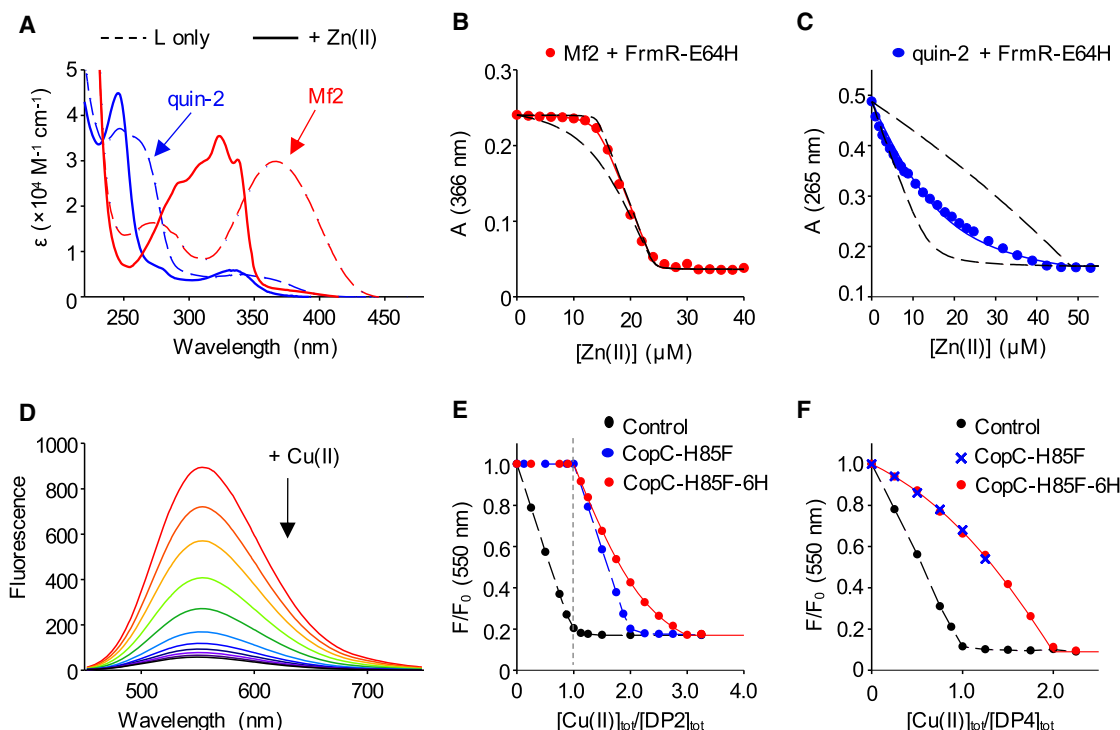 A
L only
+ Zn(II)
quin-2
Mf2
ε (×10⁴ M⁻¹ cm⁻¹)
5
4
3
2
1
0
250 300 350 400 450
Wavelength (nm)
B
Mf2 + FrmR-E64H
A (366 nm)
0.3
0.2
0.1
0.0
0 10 20 30 40
[Zn(II)] (μM)
C
quin-2 + FrmR-E64H
A (265 nm)
0.5
0.4
0.3
0.2
0.1
0 10 20 30 40 50
[Zn(II)] (μM)
D
+ Cu(II)
Fluorescence
1000
800
600
400
200
0
500 600 700
Wavelength (nm)
E
Control
CopC-H85F
CopC-H85F-6H
F/F₀ (550 nm)
1.0
0.8
0.6
0.4
0.2
0.0
0 1.0 2.0 3.0 4.0
[Cu(II)]tot/[DP2]tot
F
Control
CopC-H85F
CopC-H85F-6H
F/F₀ (550 nm)
1.0
0.8
0.6
0.4
0.2
0.0
0 1.0 2.0
[Cu(II)]tot/[DP4]tot